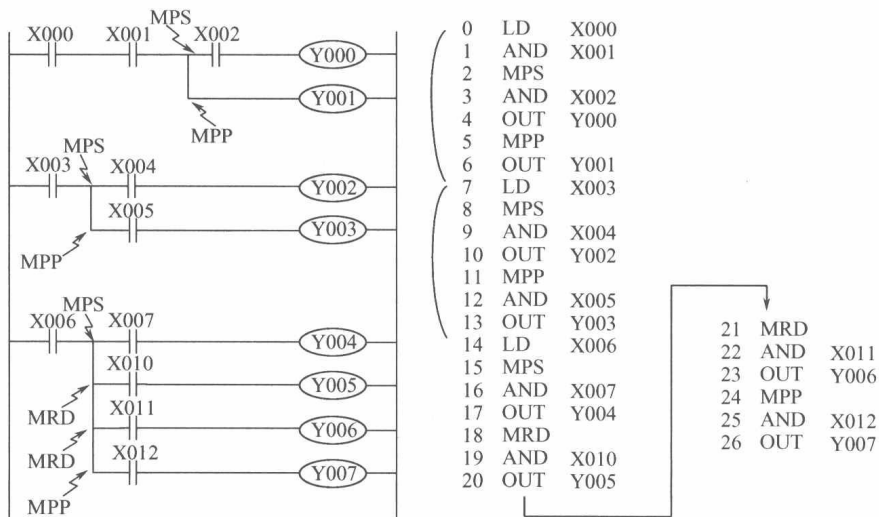 MPS
X000 X001 X002
Y000
Y001
MPP
MPS
X003 X004
Y002
X005
Y003
MPP
MPS
X006 X007
Y004
X010
Y005
MRD
X011
Y006
MRD
X012
Y007
MPP
0 LD X000
1 AND X001
2 MPS
3 AND X002
4 OUT Y000
5 MPP
6 OUT Y001
7 LD X003
8 MPS
9 AND X004
10 OUT Y002
11 MPP
12 AND X005
13 OUT Y003
14 LD X006
15 MPS
16 AND X007
17 OUT Y004
18 MRD
19 AND X010
20 OUT Y005
21 MRD
22 AND X011
23 OUT Y006
24 MPP
25 AND X012
26 OUT Y007